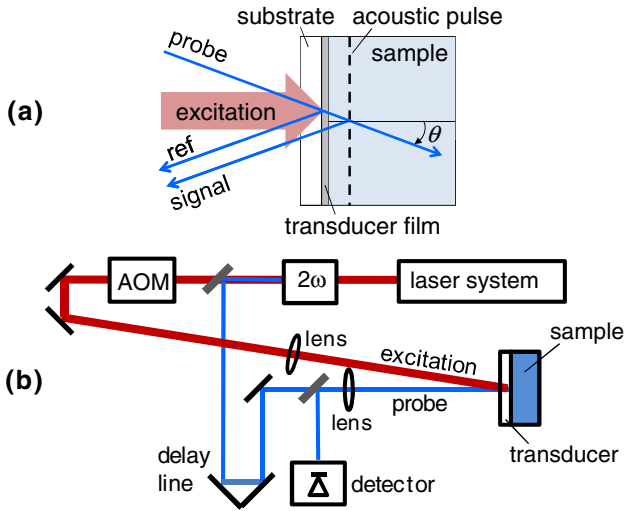 substrate
acoustic pulse
probe
sample
(a)
excitation
θ
ref
signal
transducer film
AOM
2ω
laser system
lens
excitation
sample
(b)
probe
lens
transducer
delay
line
detector